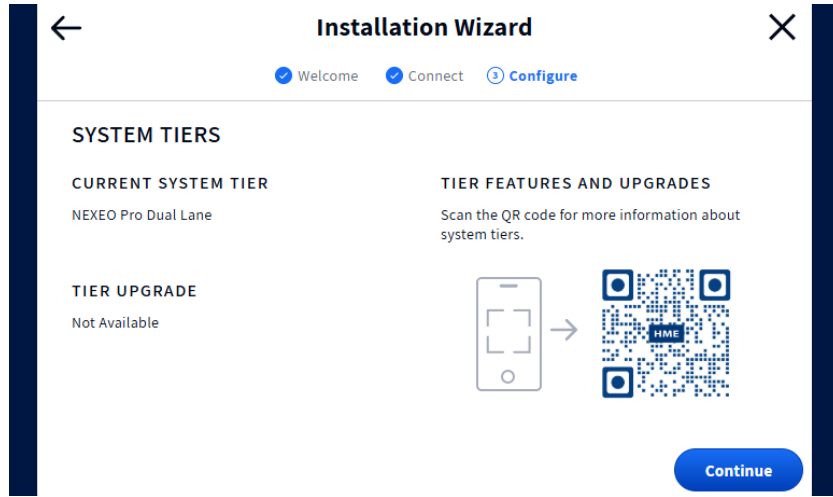 Installation Wizard
Welcome
Connect
3 Configure
SYSTEM TIERS
CURRENT SYSTEM TIER
NEXEO Pro Dual Lane
TIER UPGRADE
Not Available
TIER FEATURES AND UPGRADES
Scan the QR code for more information about
system tiers.
HME
Continue